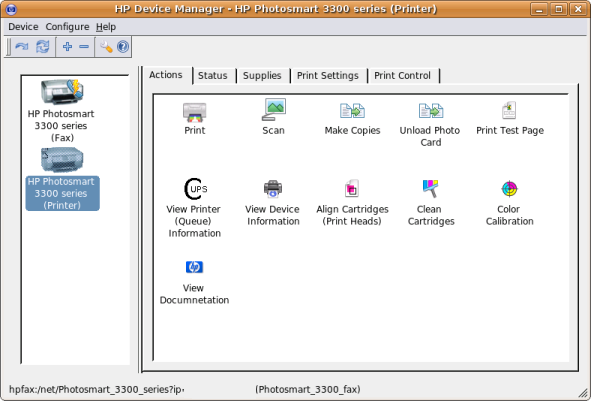 HP Device Manager - HP Photosmart 3300 series (Printer)
Device Configure Help
Actions Status Supplies Print Settings Print Control
HP Photosmart
3300 series
(Fax)
HP Photosmart
3300 series
(Printer)
Print Scan Make Copies Unload Photo Print Test Page
Card
CUPS
View Printer View Device Align Cartridges Clean Color
(Queue) Information (Print Heads) Cartridges Calibration
Information
hp
View
Documnetation
hpfax:/net/Photosmart_3300_series?ip· (Photosmart_3300_fax)